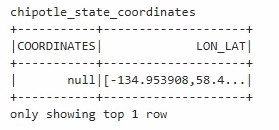 chipotle_state_coordinates
+-----------+--------------------+
|COORDINATES|             LON_LAT|
+-----------+--------------------+
|       null|[-134.953908,58.4...|
+-----------+--------------------+
only showing top 1 row